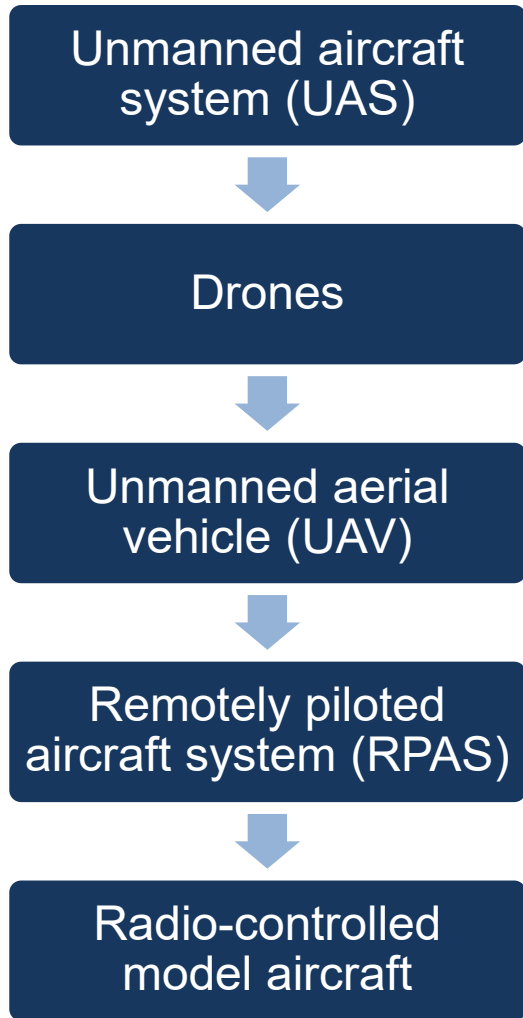 Unmanned aircraft
system (UAS)
Drones
Unmanned aerial
vehicle (UAV)
Remotely piloted
aircraft system (RPAS)
Radio-controlled
model aircraft